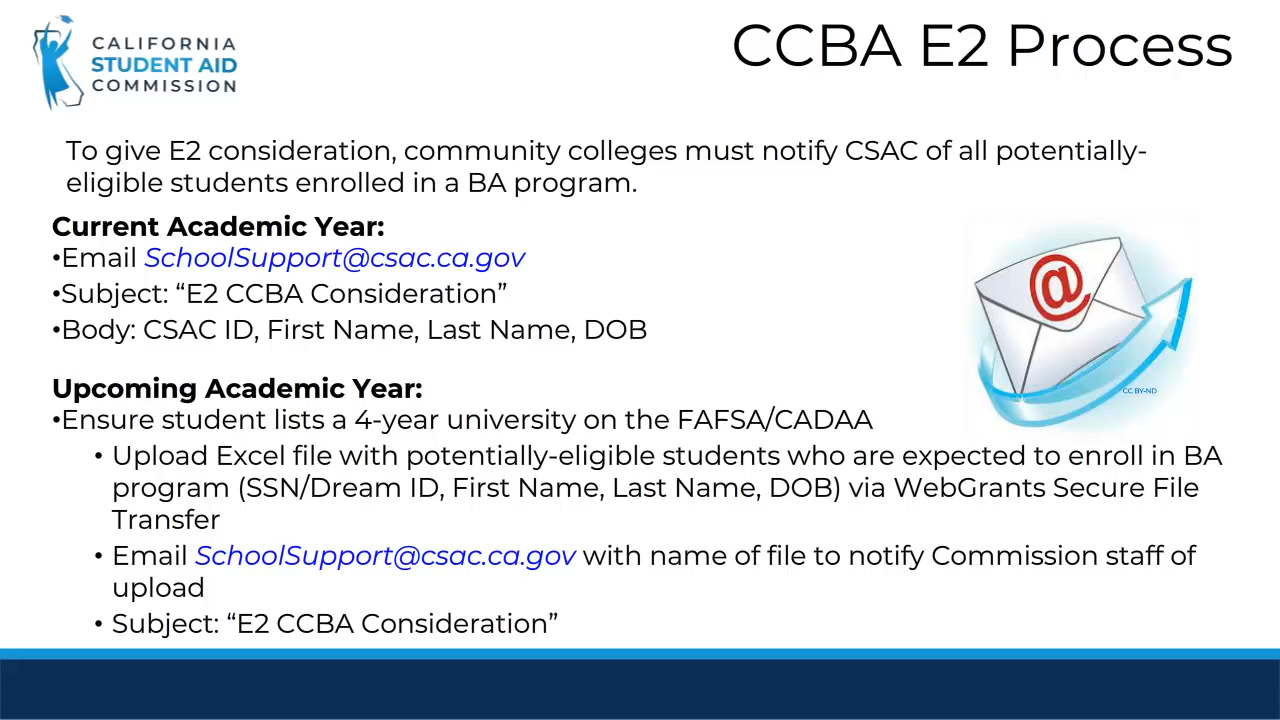 CALIFORNIA
STUDENT AID
COMMISSION
CCBA E2 Process
To give E2 consideration, community colleges must notify CSAC of all potentially-
eligible students enrolled in a BA program.
Current Academic Year:
•Email SchoolSupport@csac.ca.gov
•Subject: “E2 CCBA Consideration”
•Body: CSAC ID, First Name, Last Name, DOB
@
CC BY-ND
Upcoming Academic Year:
•Ensure student lists a 4-year university on the FAFSA/CADAA
• Upload Excel file with potentially-eligible students who are expected to enroll in BA
program (SSN/Dream ID, First Name, Last Name, DOB) via WebGrants Secure File
Transfer
• Email SchoolSupport@csac.ca.gov with name of file to notify Commission staff of
upload
• Subject: “E2 CCBA Consideration”